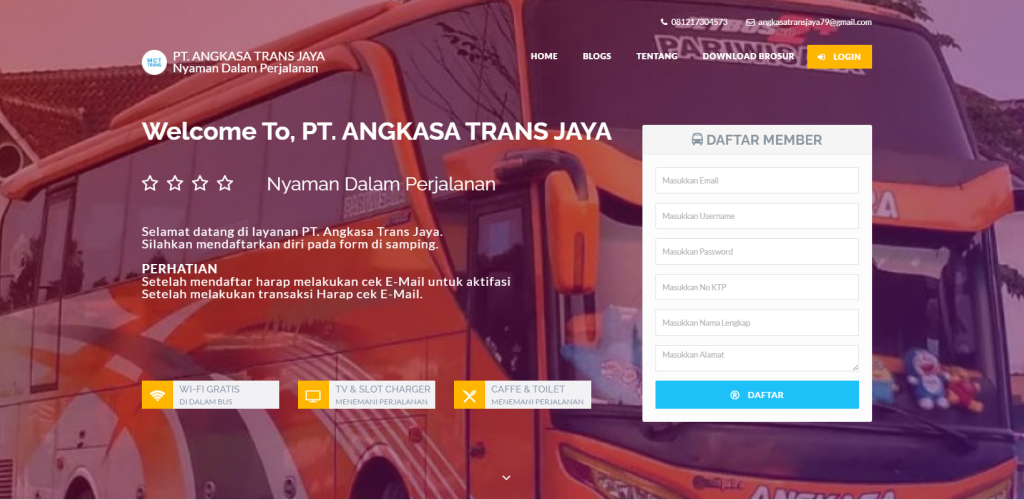 081217304573
angkasatransjaya79@gmail.com
PARIWISATA
MCT
TRANS
PT. ANGKASA TRANS JAYA
Nyaman Dalam Perjalanan
HOME
BLOGS
TENTANG
DOWNLOAD BROSUR
LOGIN
Welcome To, PT. ANGKASA TRANS JAYA
Nyaman Dalam Perjalanan
Selamat datang di layanan PT. Angkasa Trans Jaya.
Silahkan mendaftarkan diri pada form di samping.
PERHATIAN
Setelah mendaftar harap melakukan cek E-Mail untuk aktifasi
Setelah melakukan transaksi Harap cek E-Mail.
WI-FI GRATIS
DI DALAM BUS
TV & SLOT CHARGER
MENEMANI PERJALANAN
CAFFE & TOILET
MENEMANI PERJALANAN
DAFTAR MEMBER
Masukkan Email
Masukkan Username
Masukkan Password
Masukkan No KTP
Masukkan Nama Lengkap
Masukkan Alamat
DAFTAR
ANGKASA